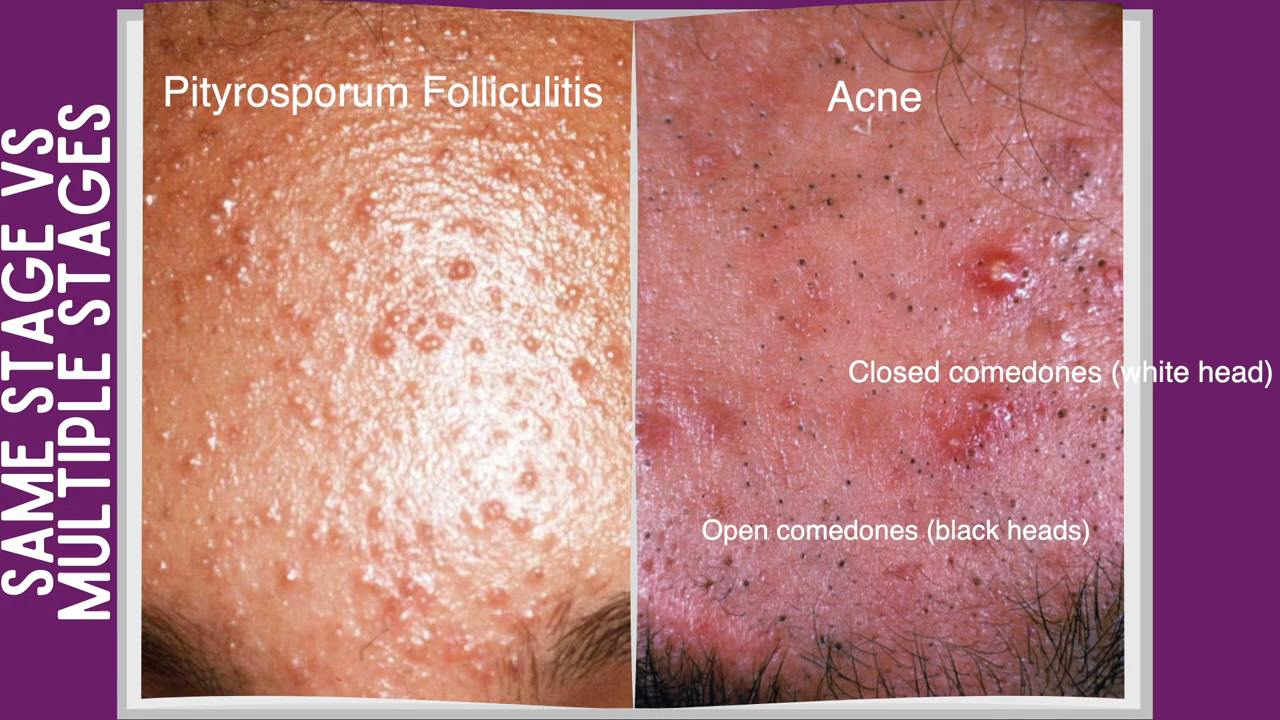 SAME STAGE VS
MULTIPLE STAGES
Pityrosporum Folliculitis
Acne
Closed comedones (white head)
Open comedones (black heads)